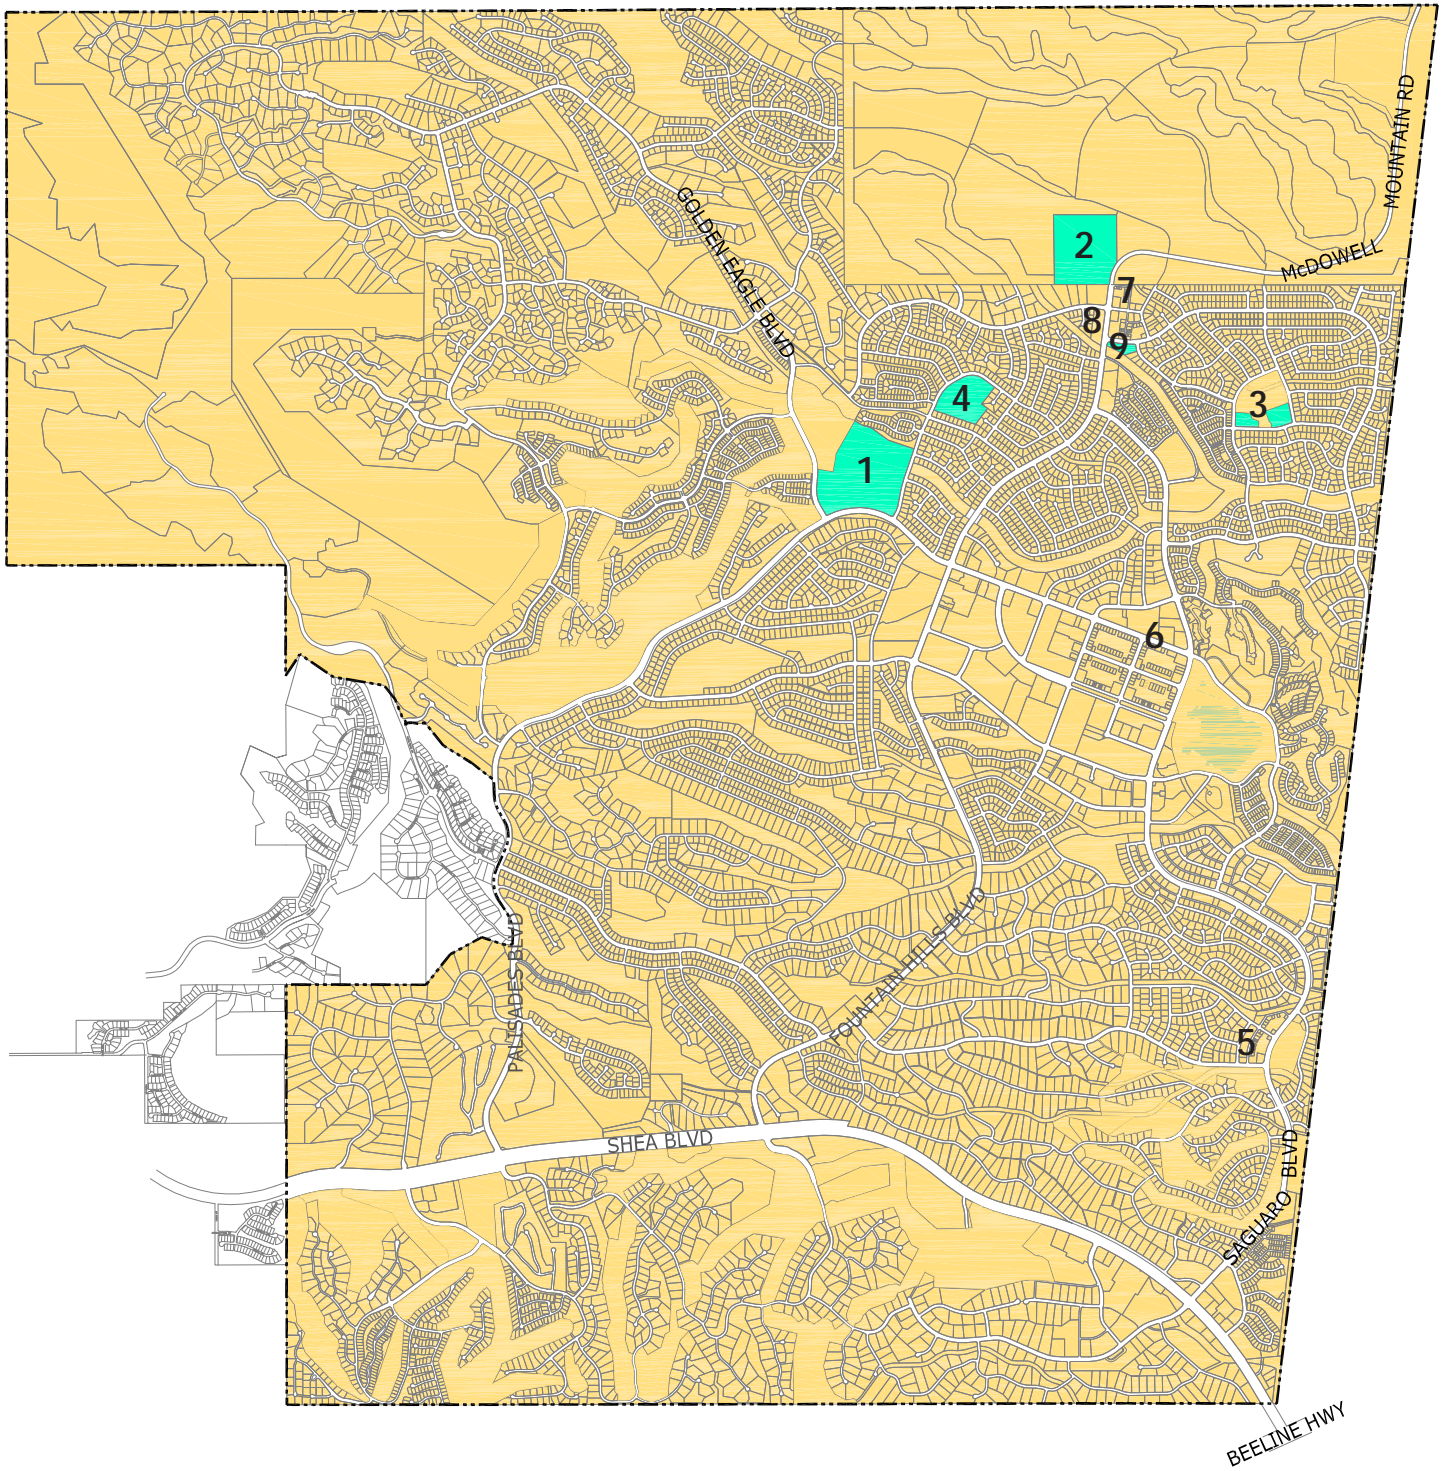 MOUNTAIN RD
GOLDEN EAGLE BLVD
2
McDOWELL
7
8
9
4
3
1
6
FOUNTAIN HILLS BLVD
PALISADES BLVD
5
SHEA BLVD
SAGUARO BLVD
BEELINE HWY